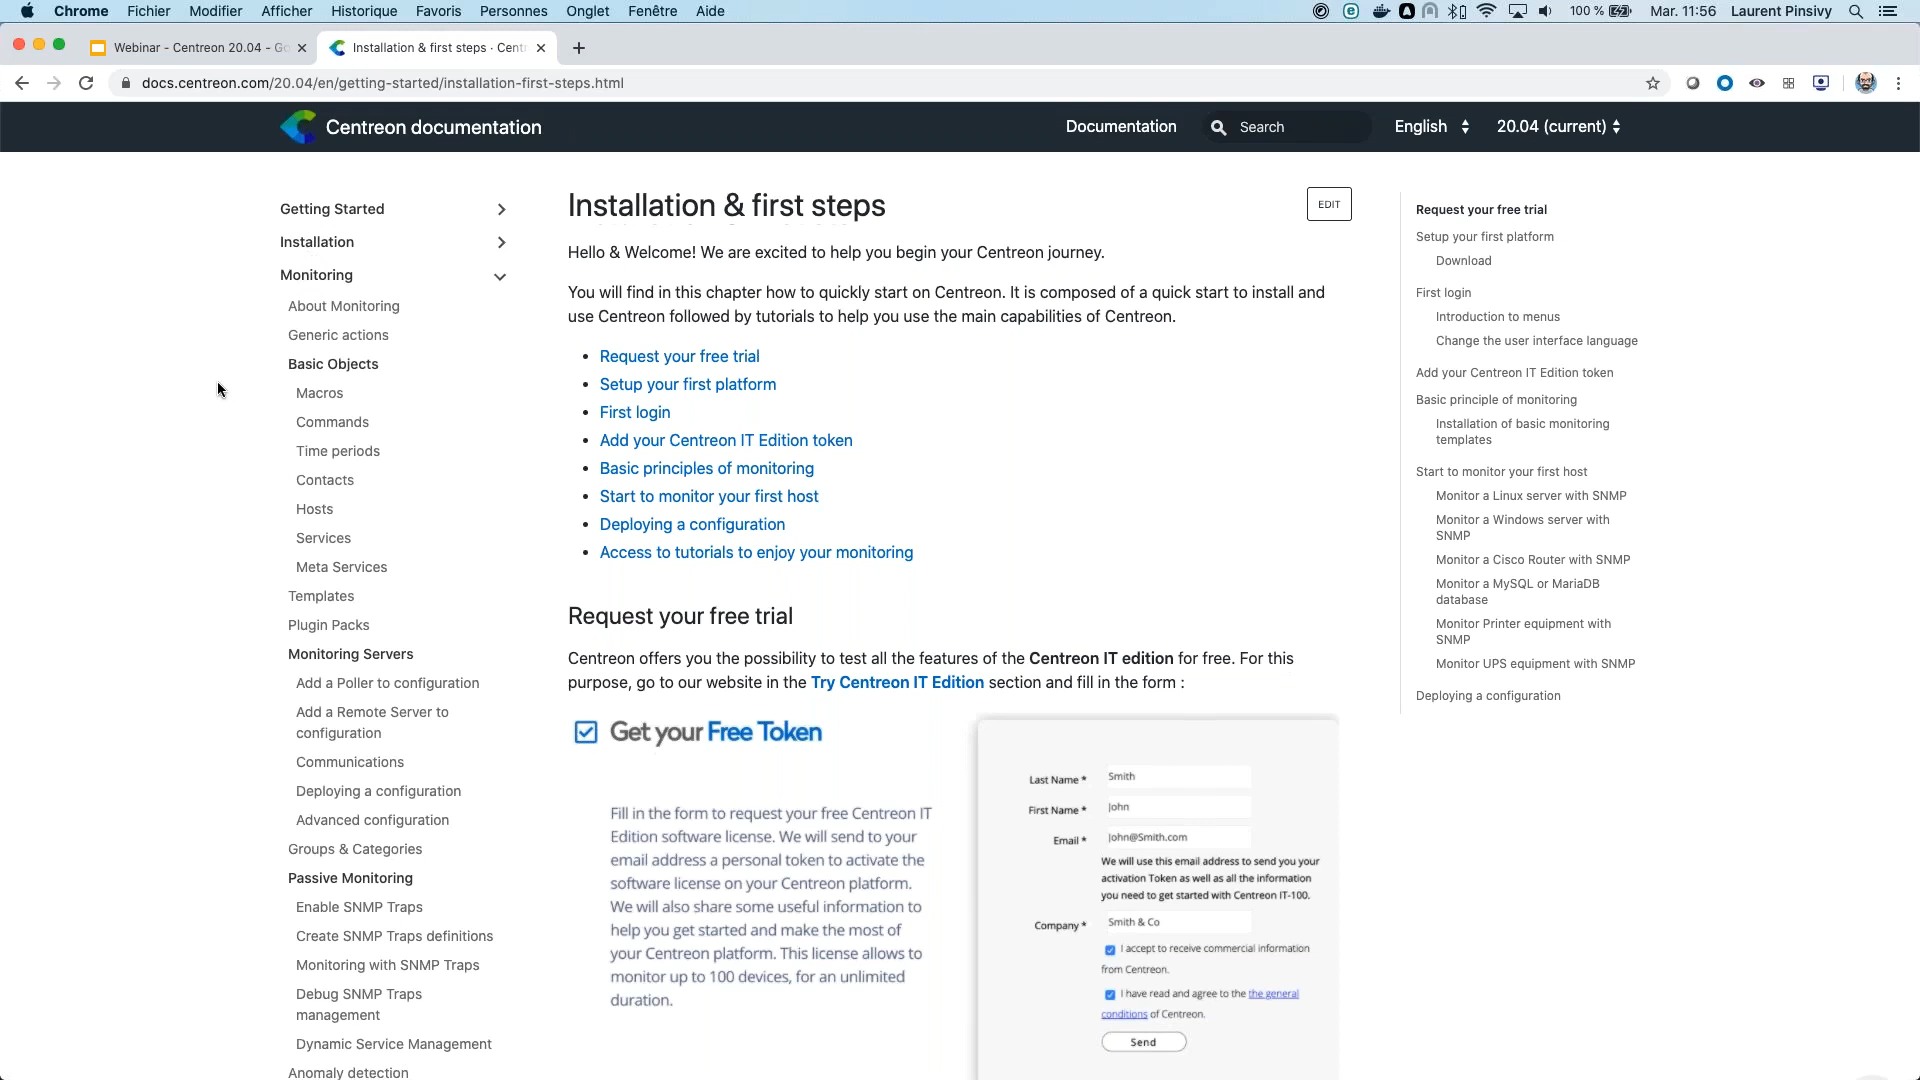 Chrome Fichier Modifier Afficher Historique Favoris Personnes Onglet Fenêtre Aide
100 % Mar. 11:56 Laurent Pinsivy
Webinar - Centreon 20.04 - Go
Installation & first steps · Cent
docs.centreon.com/20.04/en/getting-started/installation-first-steps.html
Centreon documentation
Documentation
Search
English
20.04 (current)
Getting Started
Installation
Monitoring
About Monitoring
Generic actions
Basic Objects
Macros
Commands
Time periods
Contacts
Hosts
Services
Meta Services
Templates
Plugin Packs
Monitoring Servers
Add a Poller to configuration
Add a Remote Server to
configuration
Communications
Deploying a configuration
Advanced configuration
Groups & Categories
Passive Monitoring
Enable SNMP Traps
Create SNMP Traps definitions
Monitoring with SNMP Traps
Debug SNMP Traps
management
Dynamic Service Management
Anomaly detection
Installation & first steps
EDIT
Hello & Welcome! We are excited to help you begin your Centreon journey.
You will find in this chapter how to quickly start on Centreon. It is composed of a quick start to install and
use Centreon followed by tutorials to help you use the main capabilities of Centreon.
• Request your free trial
• Setup your first platform
• First login
• Add your Centreon IT Edition token
• Basic principles of monitoring
• Start to monitor your first host
• Deploying a configuration
• Access to tutorials to enjoy your monitoring
Request your free trial
Centreon offers you the possibility to test all the features of the Centreon IT edition for free. For this
purpose, go to our website in the Try Centreon IT Edition section and fill in the form :
Get your Free Token
Fill in the form to request your free Centreon IT
Edition software license. We will send to your
email address a personal token to activate the
software license on your Centreon platform.
We will also share some useful information to
help you get started and make the most of
your Centreon platform. This license allows to
monitor up to 100 devices, for an unlimited
duration.
Last Name * Smith
First Name * John
Email * John@Smith.com
We will use this email address to send you your
activation Token as well as all the information
you need to get started with Centreon IT-100.
Company * Smith & Co
I accept to receive commercial information
from Centreon.
I have read and agree to the the general
conditions of Centreon.
Send
Request your free trial
Setup your first platform
Download
First login
Introduction to menus
Change the user interface language
Add your Centreon IT Edition token
Basic principle of monitoring
Installation of basic monitoring
templates
Start to monitor your first host
Monitor a Linux server with SNMP
Monitor a Windows server with
SNMP
Monitor a Cisco Router with SNMP
Monitor a MySQL or MariaDB
database
Monitor Printer equipment with
SNMP
Monitor UPS equipment with SNMP
Deploying a configuration